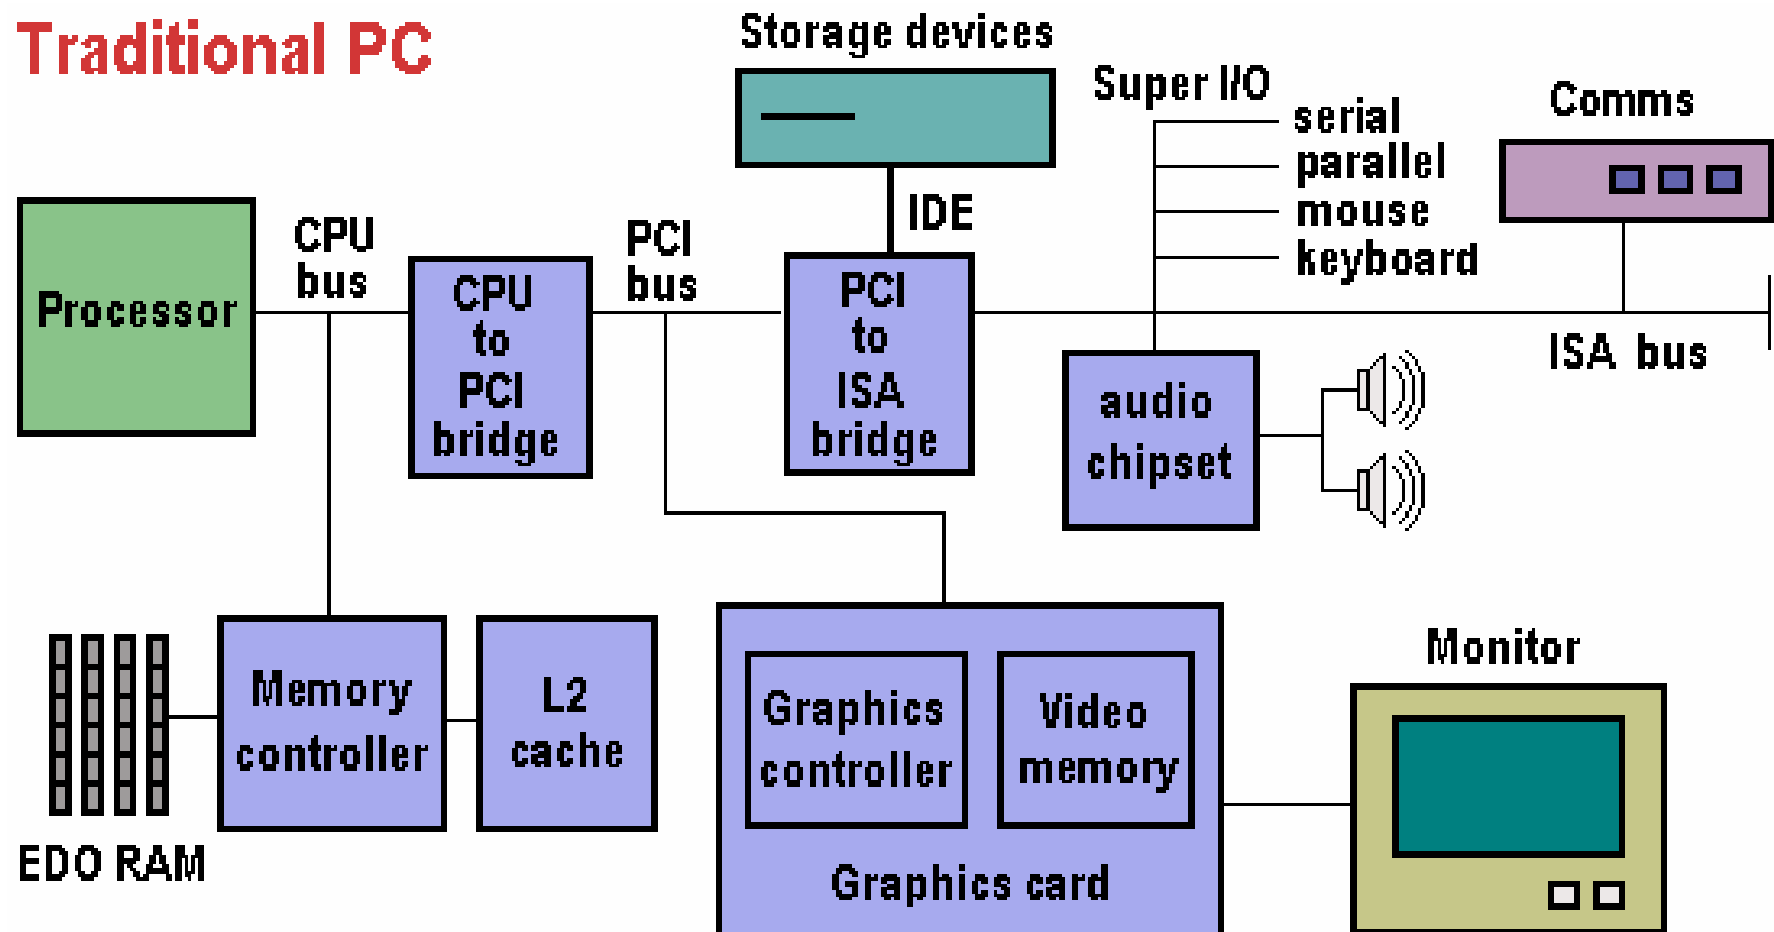 Traditional PC
Storage devices
Super I/O
serial
parallel
mouse
keyboard
Comms
IDE
Processor
CPU
bus
CPU
to
PCI
bridge
PCI
bus
PCI
to
ISA
bridge
ISA bus
audio
chipset
EDO RAM
Memory
controller
L2
cache
Graphics
controller
Video
memory
Graphics card
Monitor